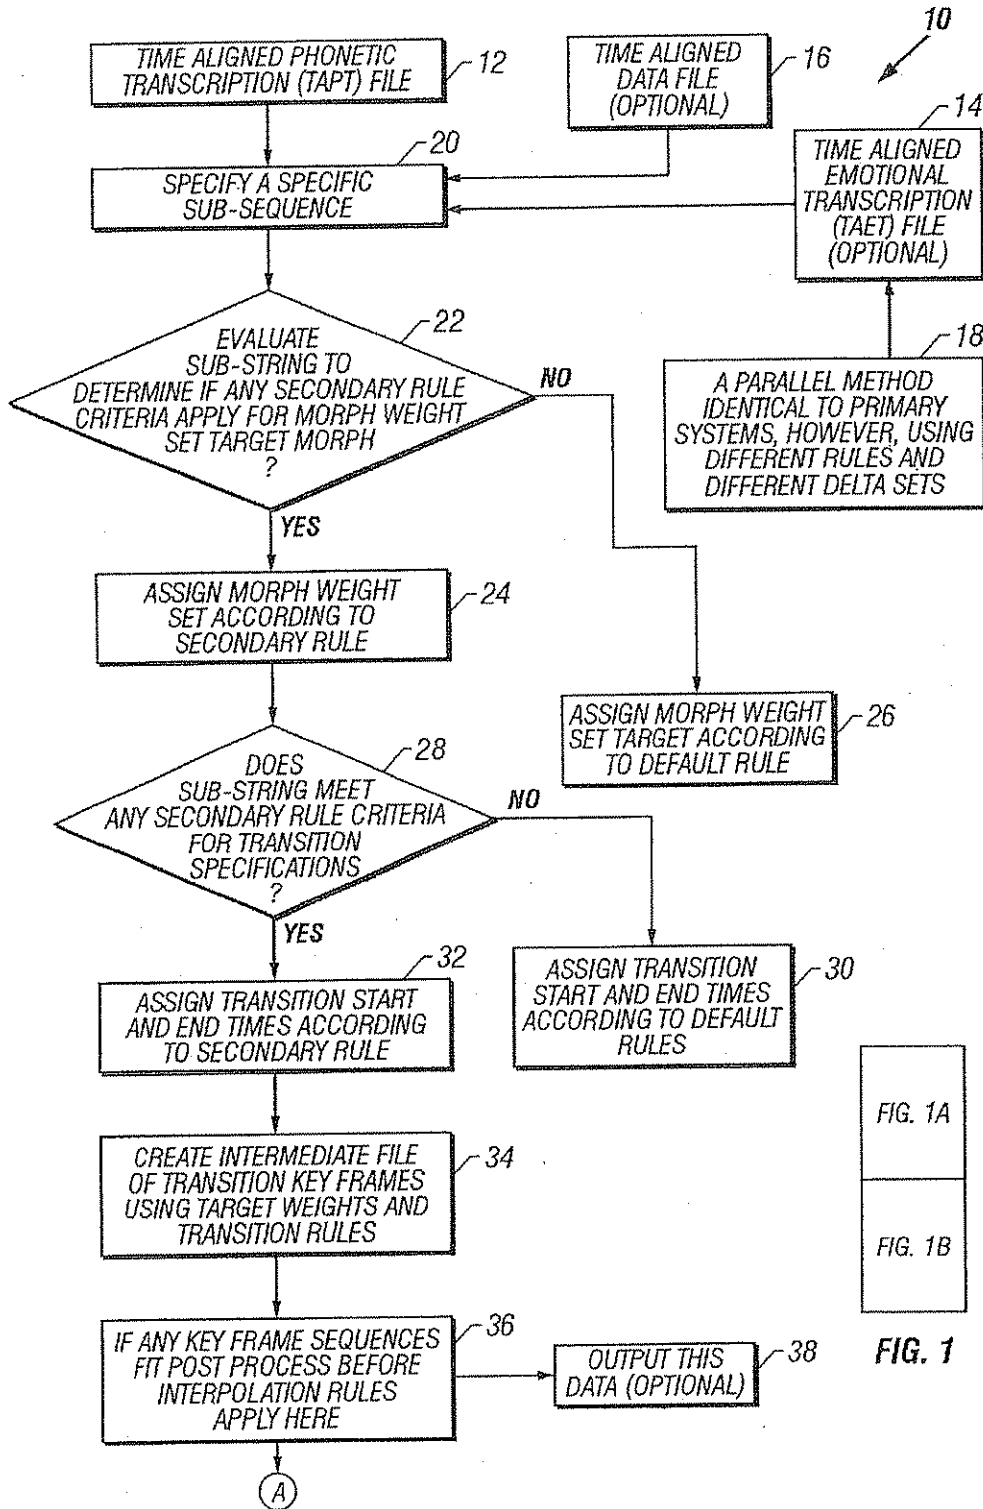 10
TIME ALIGNED PHONETIC
TRANSCRIPTION (TAPT) FILE
12
TIME ALIGNED
DATA FILE
(OPTIONAL)
16
14
TIME ALIGNED
EMOTIONAL
TRANSCRIPTION
(TAET) FILE
(OPTIONAL)
20
SPECIFY A SPECIFIC
SUB-SEQUENCE
22
EVALUATE
SUB-STRING TO
DETERMINE IF ANY SECONDARY RULE
CRITERIA APPLY FOR MORPH WEIGHT
SET TARGET MORPH
?
NO
YES
18
A PARALLEL METHOD
IDENTICAL TO PRIMARY
SYSTEMS, HOWEVER, USING
DIFFERENT RULES AND
DIFFERENT DELTA SETS
ASSIGN MORPH WEIGHT
SET ACCORDING TO
SECONDARY RULE
24
ASSIGN MORPH WEIGHT
SET TARGET ACCORDING
TO DEFAULT RULE
26
28
DOES
SUB-STRING MEET
ANY SECONDARY RULE CRITERIA
FOR TRANSITION
SPECIFICATIONS
?
NO
YES
32
ASSIGN TRANSITION START
AND END TIMES ACCORDING
TO SECONDARY RULE
ASSIGN TRANSITION
START AND END TIMES
ACCORDING TO DEFAULT
RULES
30
CREATE INTERMEDIATE FILE
OF TRANSITION KEY FRAMES
USING TARGET WEIGHTS AND
TRANSITION RULES
34
FIG. 1A
FIG. 1B
FIG. 1
IF ANY KEY FRAME SEQUENCES
FIT POST PROCESS BEFORE
INTERPOLATION RULES
APPLY HERE
36
OUTPUT THIS
DATA (OPTIONAL)
38
A